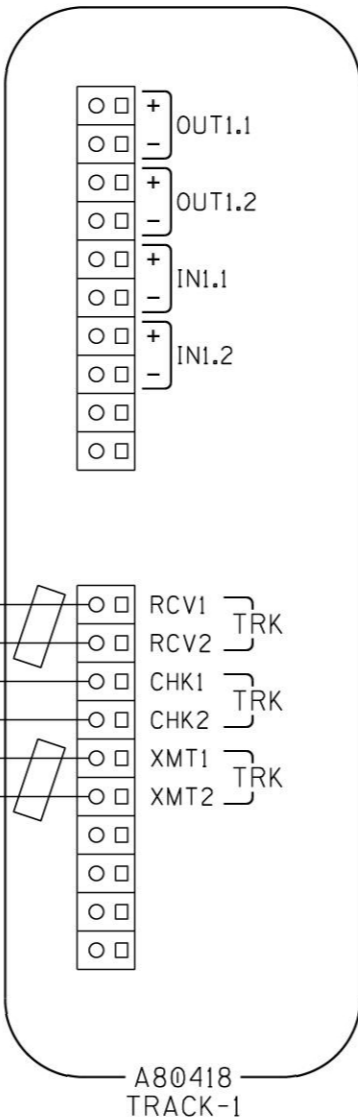 +
OUT1.1
−
+
OUT1.2
−
+
IN1.1
−
+
IN1.2
−
RCV1
TRK
RCV2
CHK1
TRK
CHK2
XMT1
TRK
XMT2
A80418
TRACK-1